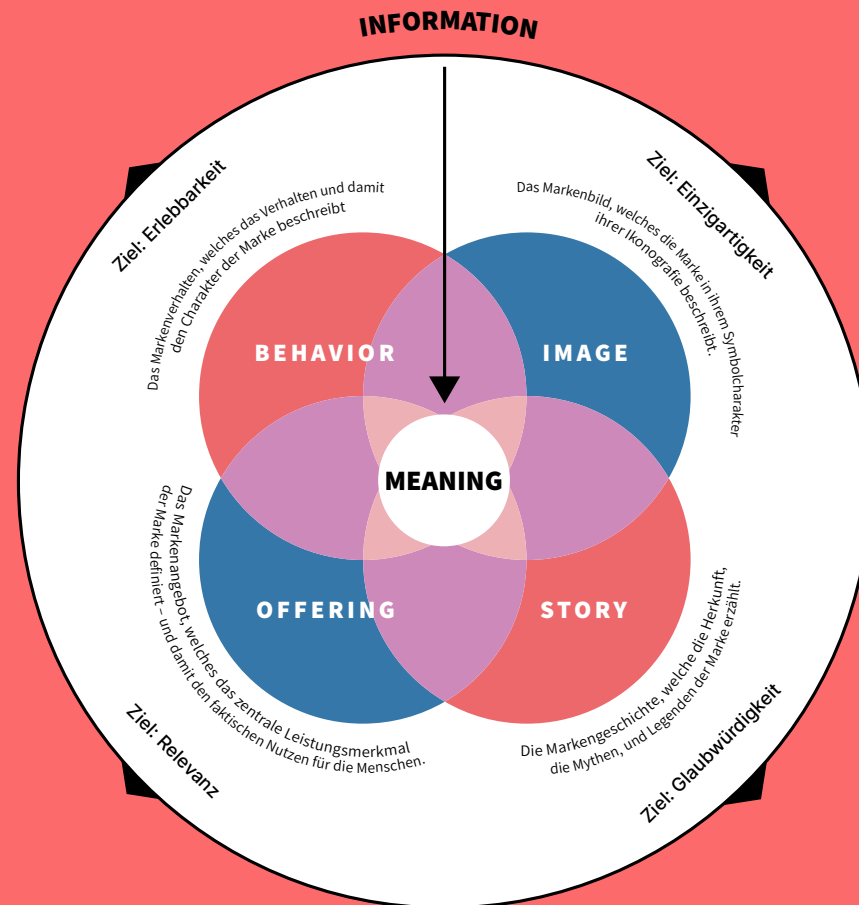 INFORMATION
Ziel: Erlebbarkeit
Das Markenverhalten, welches das Verhalten und damit
den Charakter der Marke beschreibt
Ziel: Einzigartigkeit
Das Markenbild, welches die Marke in ihrem Symbolcharakter
ihrer Ikonografie beschreibt.
BEHAVIOR
IMAGE
MEANING
OFFERING
STORY
Das Markenangebot, welches das zentrale Leistungsmerkmal
der Marke definiert – und damit den faktischen Nutzen für die Menschen.
Ziel: Relevanz
Die Markengeschichte, welche die Herkunft,
die Mythen, und Legenden der Marke erzählt.
Ziel: Glaubwürdigkeit